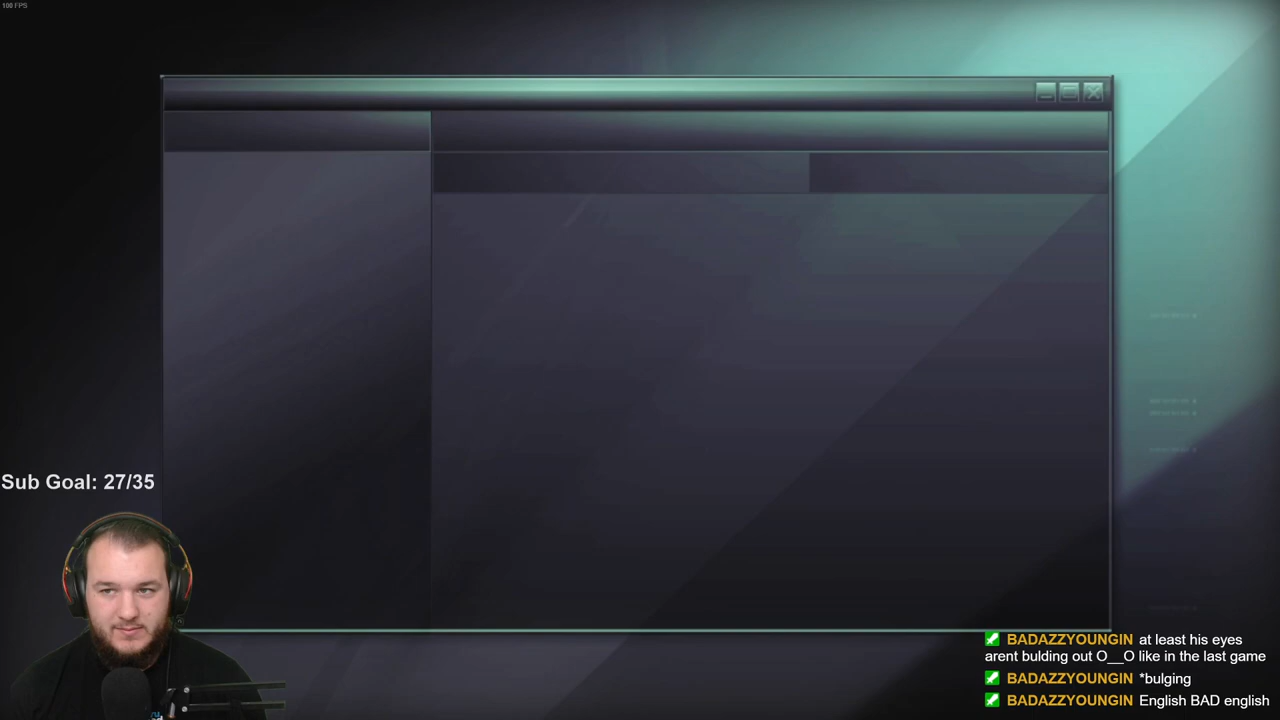 100 FPS
Sub Goal: 27/35
BADAZZYOUNGIN at least his eyes
arent bulding out O__O like in the last game
BADAZZYOUNGIN *bulging
BADAZZYOUNGIN English BAD english